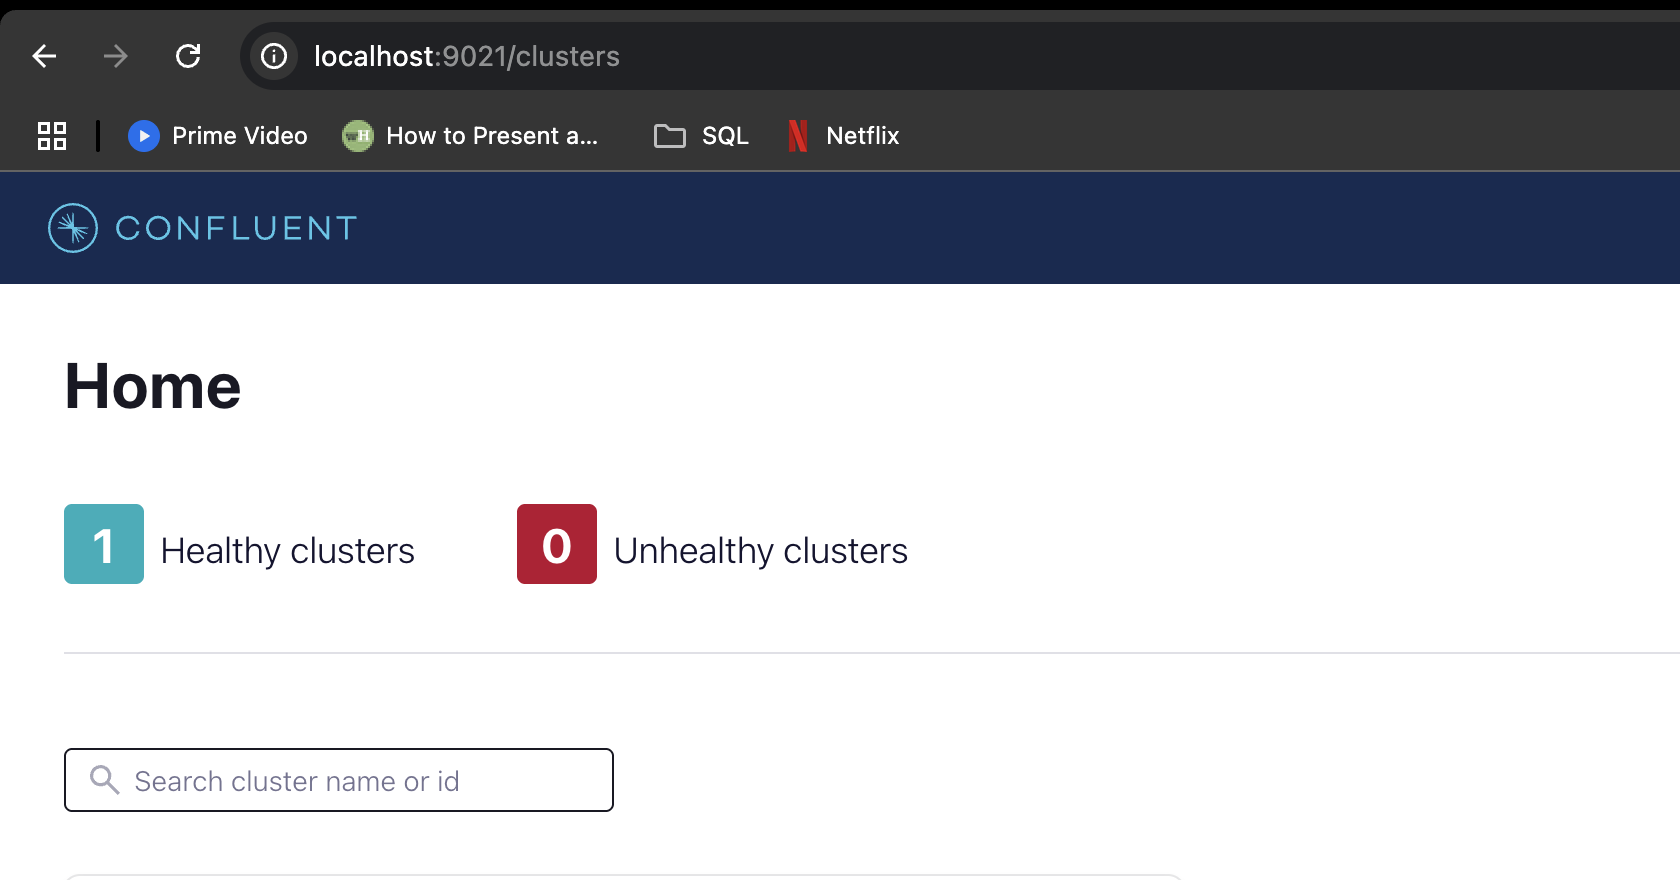 localhost:9021/clusters
Prime Video How to Present a... SQL Netflix
CONFLUENT
Home
1 Healthy clusters 0 Unhealthy clusters
Search cluster name or id